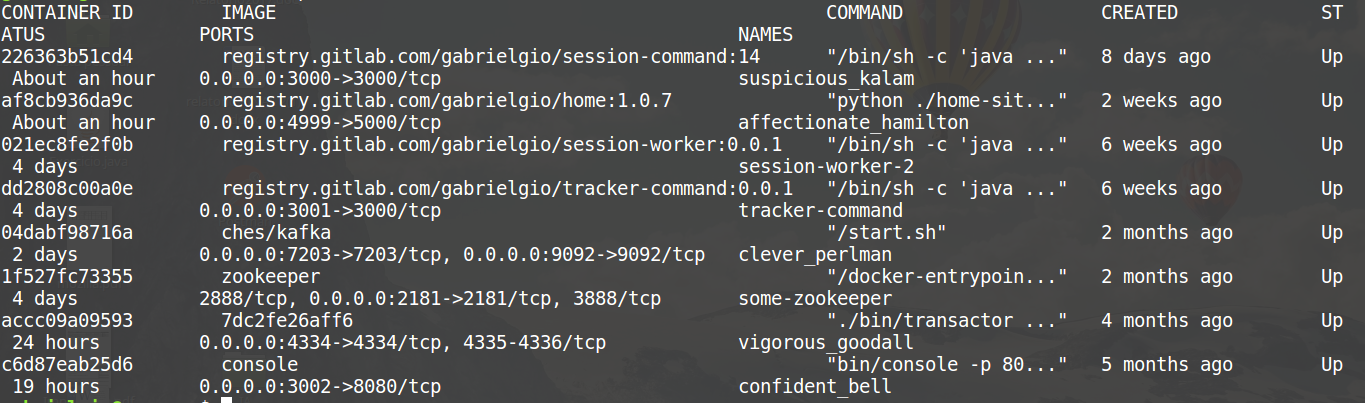 CONTAINER ID IMAGE COMMAND CREATED ST
ATUS PORTS NAMES
226363b51cd4 registry.gitlab.com/gabrielgio/session-command:14 "/bin/sh -c 'java ..." 8 days ago Up
About an hour 0.0.0.0:3000->3000/tcp suspicious_kalam
af8cb936da9c registry.gitlab.com/gabrielgio/home:1.0.7 "python ./home-sit..." 2 weeks ago Up
About an hour 0.0.0.0:4999->5000/tcp affectionate_hamilton
021ec8fe2f0b registry.gitlab.com/gabrielgio/session-worker:0.0.1 "/bin/sh -c 'java ..." 6 weeks ago Up
4 days session-worker-2
dd2808c00a0e registry.gitlab.com/gabrielgio/tracker-command:0.0.1 "/bin/sh -c 'java ..." 6 weeks ago Up
4 days 0.0.0.0:3001->3000/tcp tracker-command
04dabf98716a ches/kafka "/start.sh" 2 months ago Up
2 days 0.0.0.0:7203->7203/tcp, 0.0.0.0:9092->9092/tcp clever_perlman
1f527fc73355 zookeeper "/docker-entrypoin..." 2 months ago Up
4 days 2888/tcp, 0.0.0.0:2181->2181/tcp, 3888/tcp some-zookeeper
accc09a09593 7dc2fe26aff6 "./bin/transactor ..." 4 months ago Up
24 hours 0.0.0.0:4334->4334/tcp, 4335-4336/tcp vigorous_goodall
c6d87eab25d6 console "bin/console -p 80..." 5 months ago Up
19 hours 0.0.0.0:3002->8080/tcp confident_bell